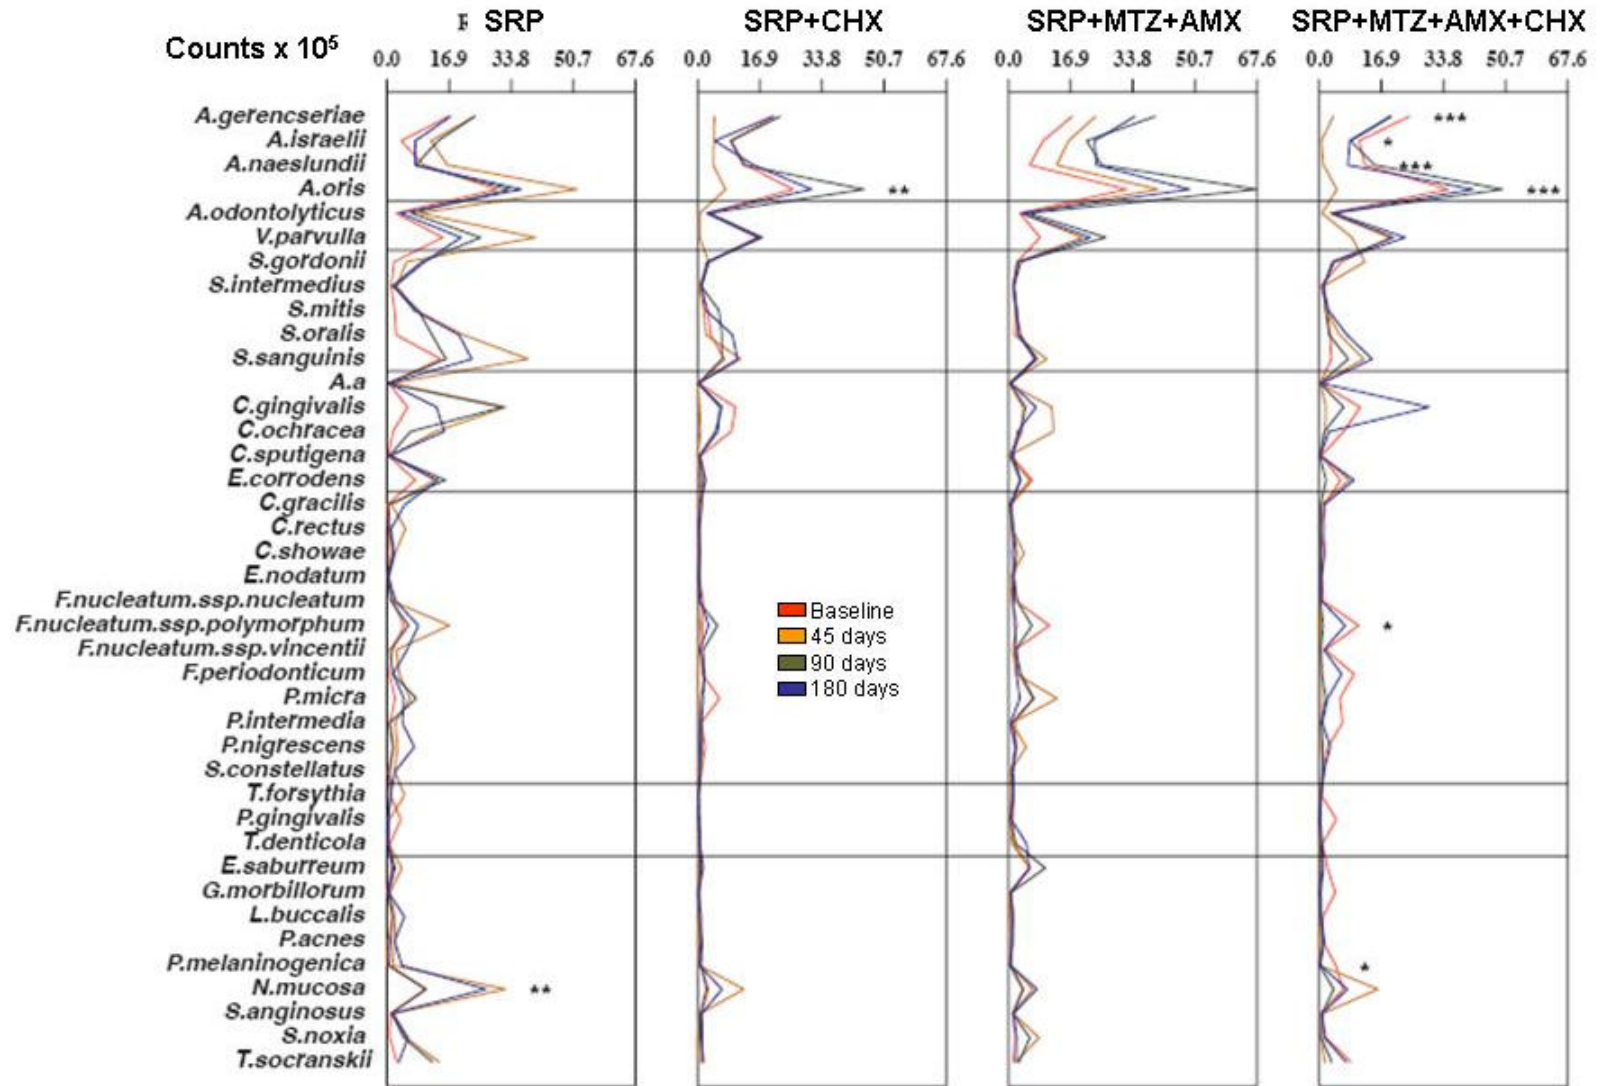 SRP SRP+CHX SRP+MTZ+AMX SRP+MTZ+AMX+CHX
Counts x 10⁵
0.0 16.9 33.8 50.7 67.6 0.0 16.9 33.8 50.7 67.6 0.0 16.9 33.8 50.7 67.6 0.0 16.9 33.8 50.7 67.6
A.gerencseriae ***
A.israelii *
A.naeslundii ***
A.oris ** ***
A.odontolyticus
V.parvulla
S.gordonii
S.intermedius
S.mitis
S.oralis
S.sanguinis
A.a
C.gingivalis
C.ochracea
C.sputigena
E.corrodens
C.gracilis
C.rectus
C.showae
E.nodatum
F.nucleatum.ssp.nucleatum
F.nucleatum.ssp.polymorphum *
F.nucleatum.ssp.vincentii
F.periodonticum
P.micra
P.intermedia
P.nigrescens
S.constellatus
T.forsythia
P.gingivalis
T.denticola
E.saburreum
G.morbillorum
L.buccalis
P.acnes
P.melaninogenica *
N.mucosa **
S.anginosus
S.noxia
T.socranskii
Baseline
45 days
90 days
180 days